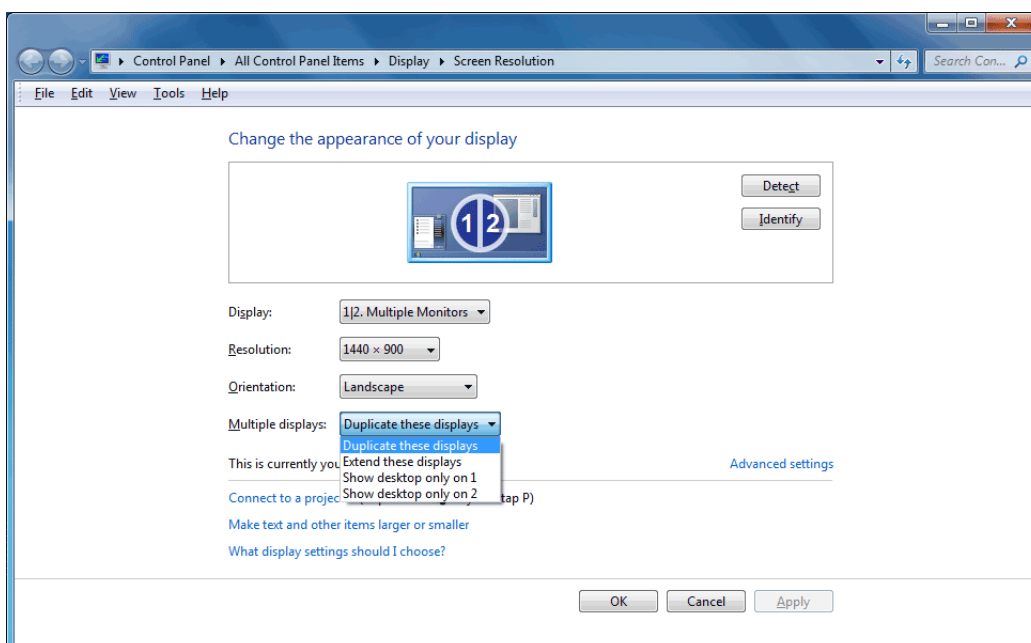 Control Panel All Control Panel Items Display Screen Resolution Search Con...
File Edit View Tools Help
Change the appearance of your display
1 2
Detect
Identify
Display: 1|2. Multiple Monitors
Resolution: 1440 × 900
Orientation: Landscape
Multiple displays: Duplicate these displays
Duplicate these displays
Extend these displays
This is currently Advanced settings
Show desktop only on 1
Show desktop only on 2
Connect to a tap P)
Make text and other items larger or smaller
What display settings should I choose?
OK Cancel Apply